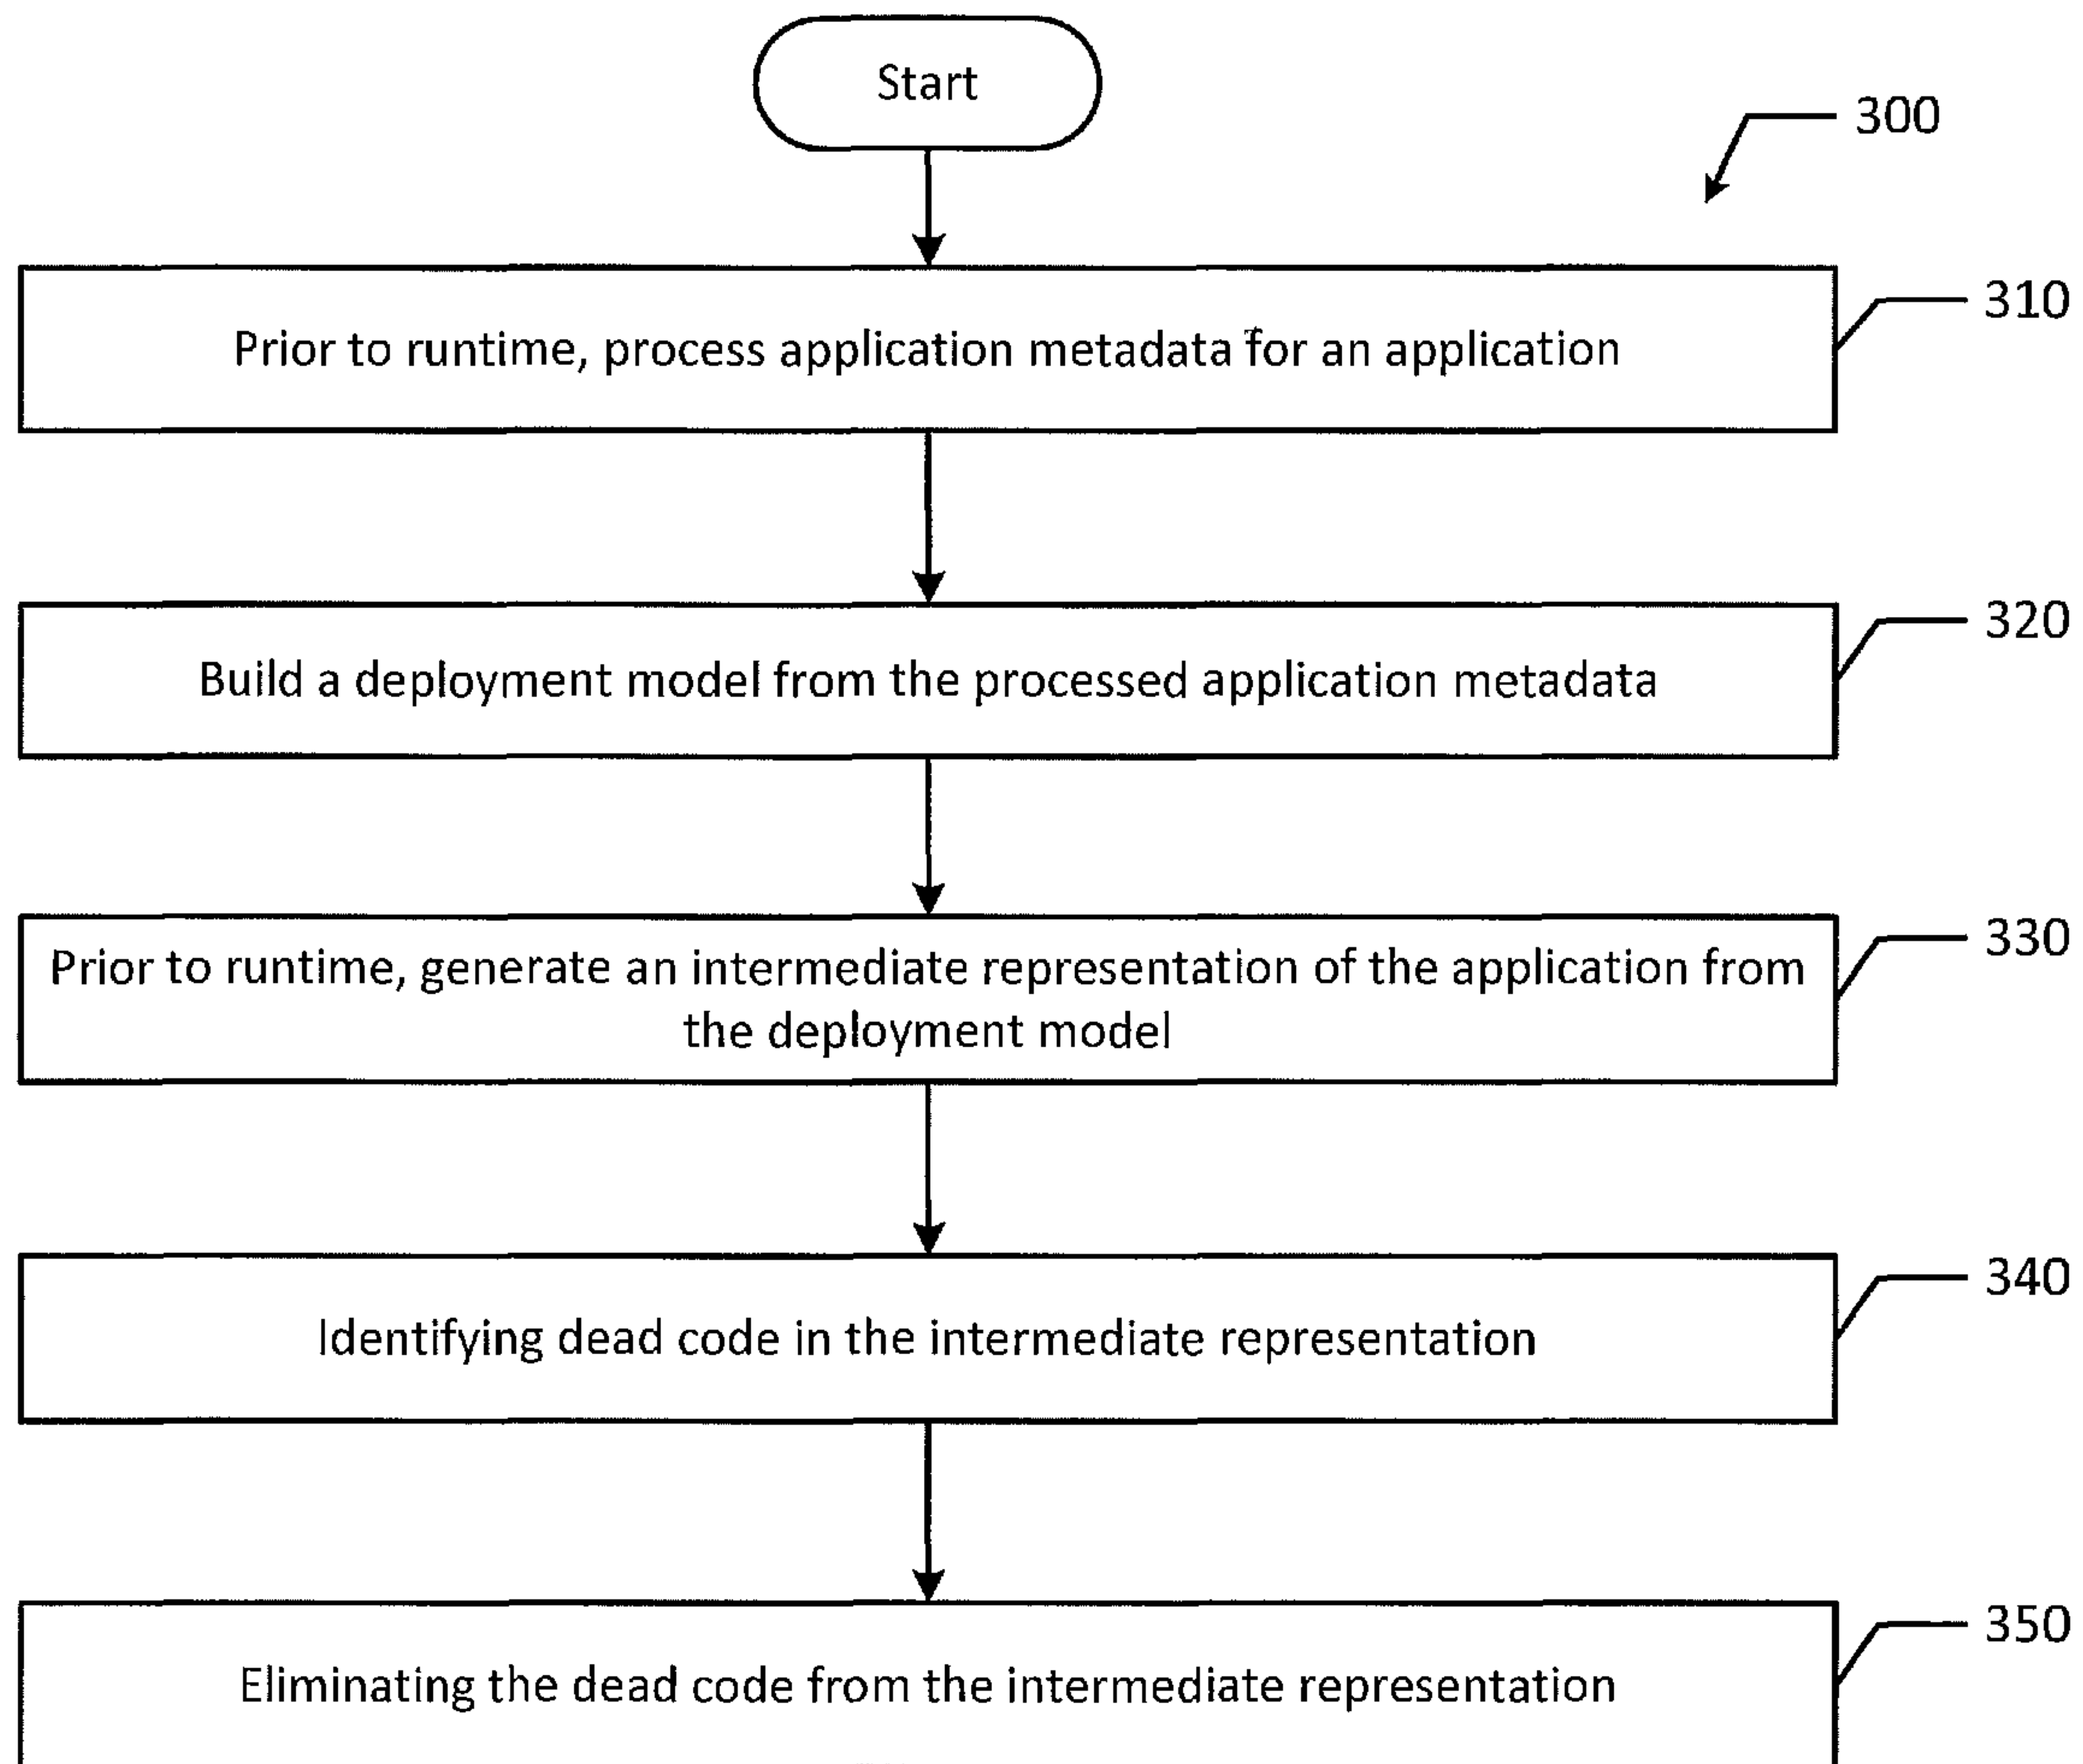 Start
300
Prior to runtime, process application metadata for an application
310
Build a deployment model from the processed application metadata
320
Prior to runtime, generate an intermediate representation of the application from
the deployment model
330
Identifying dead code in the intermediate representation
340
Eliminating the dead code from the intermediate representation
350